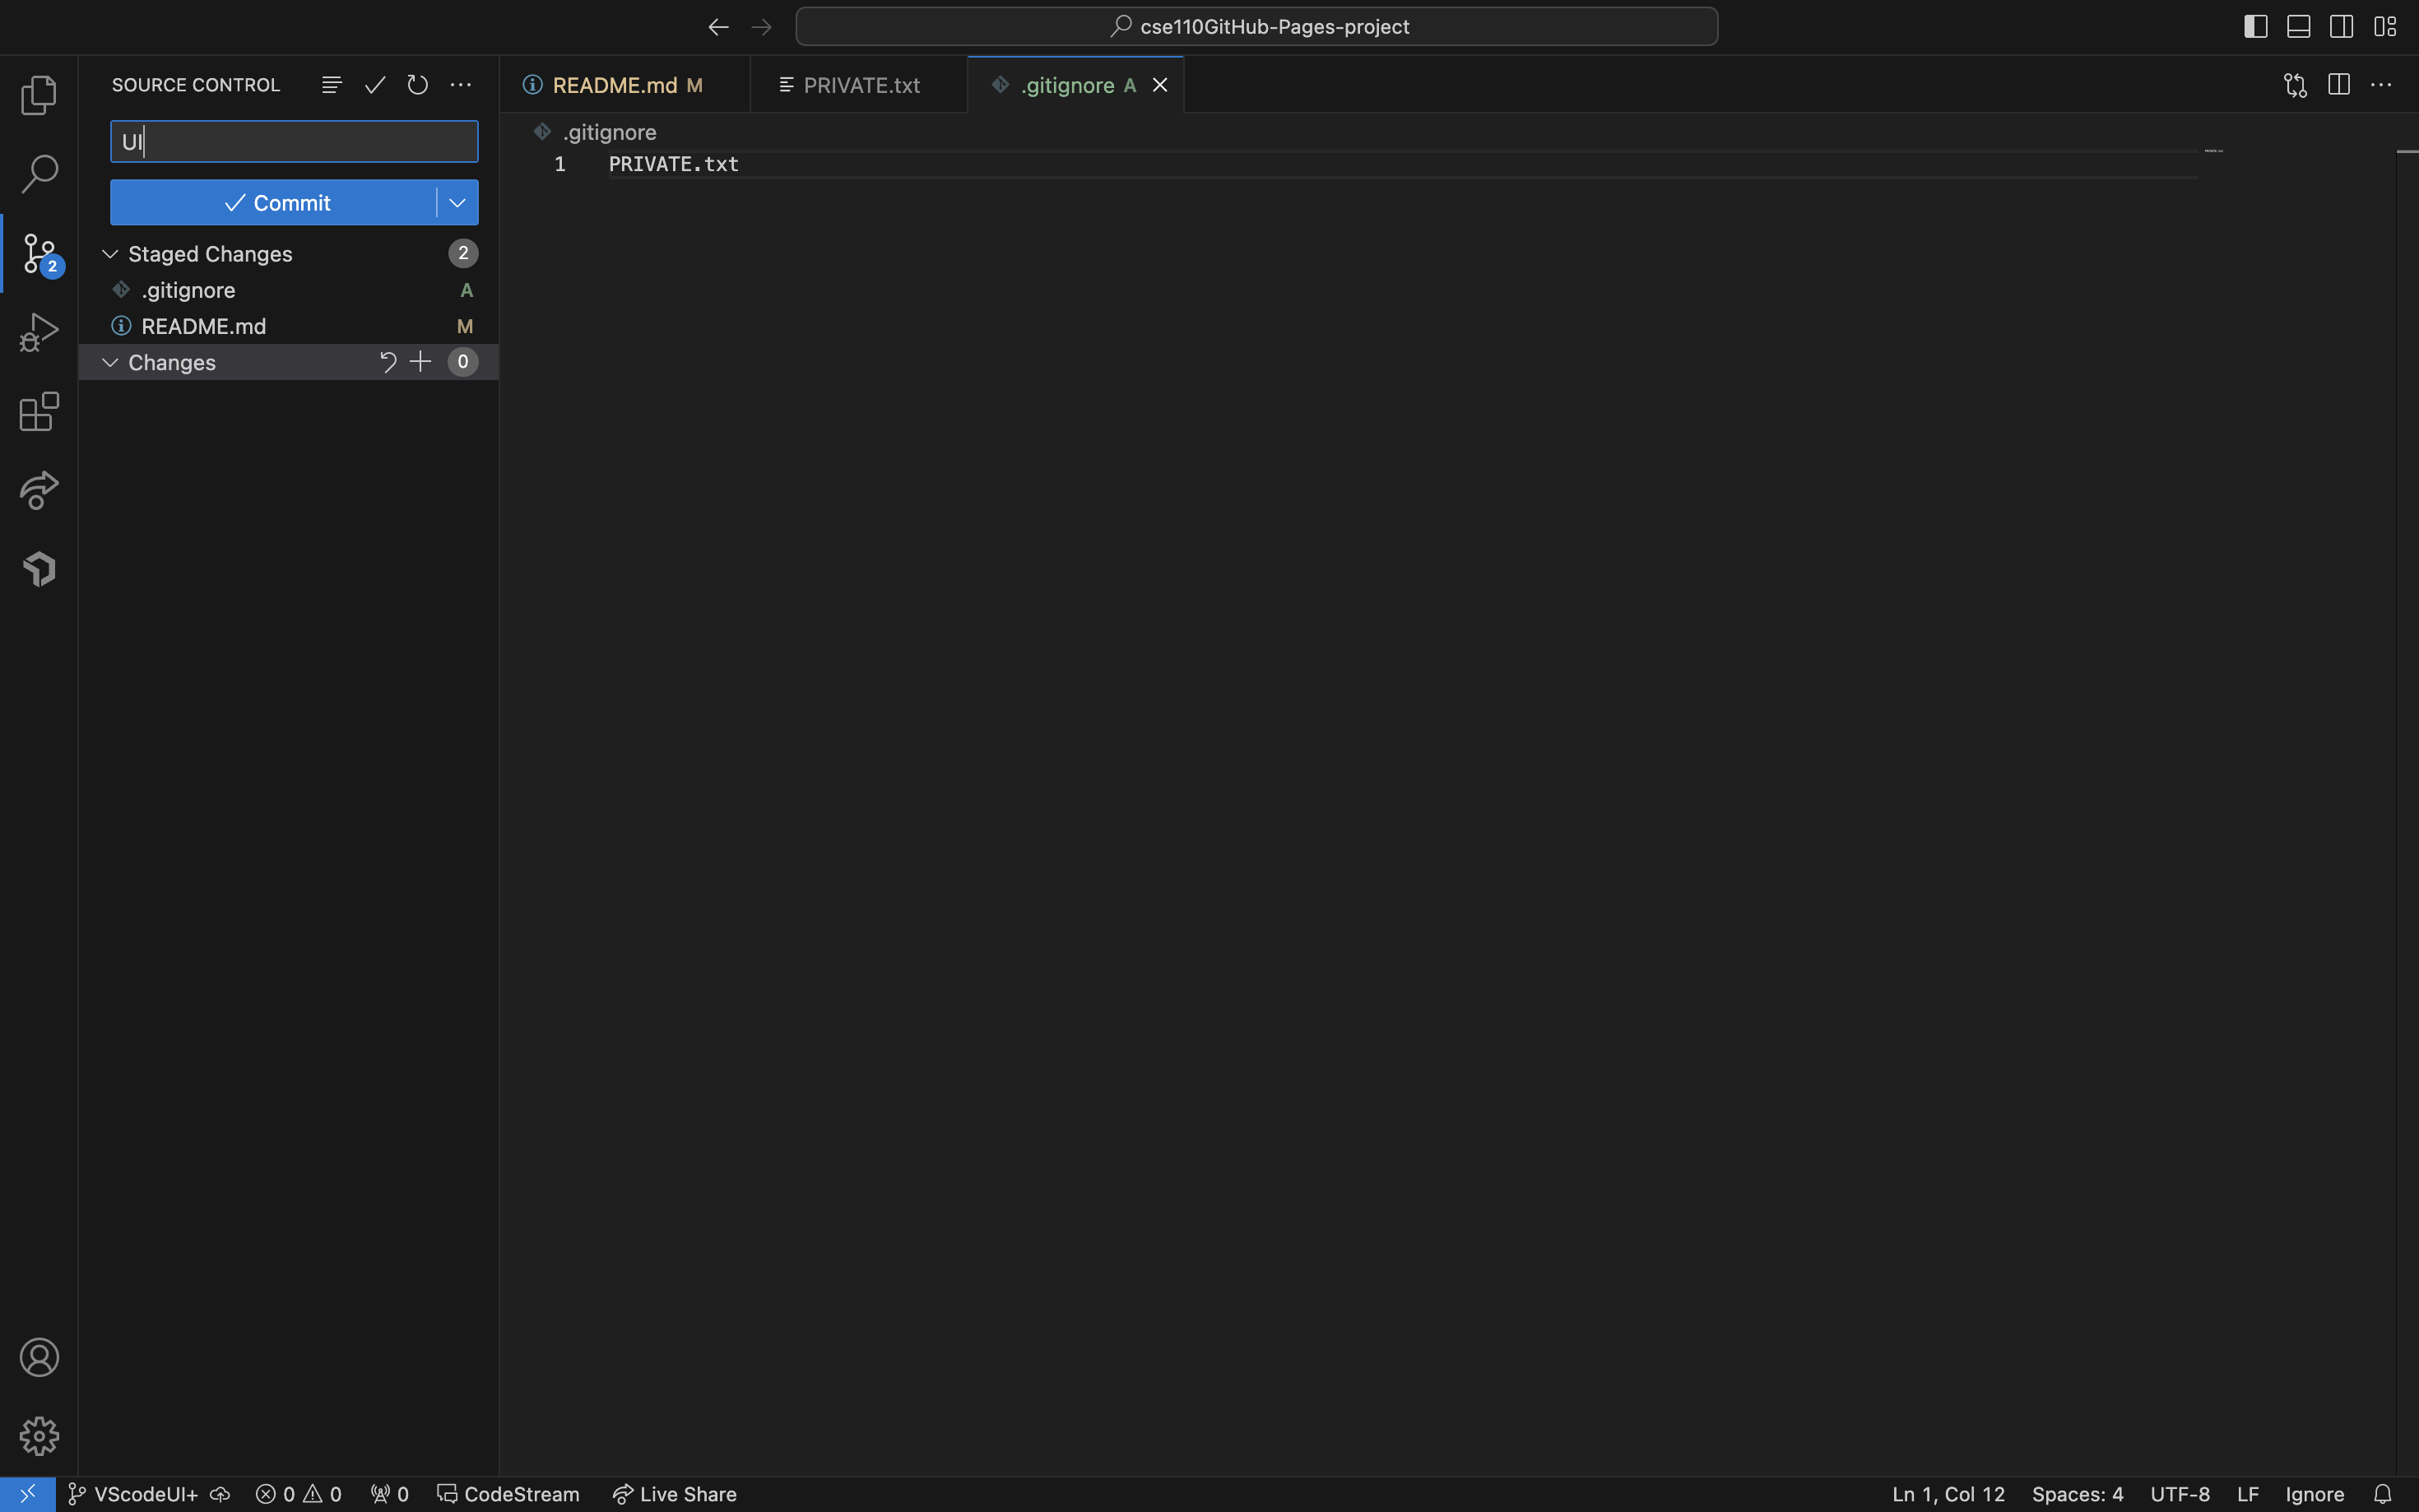 cse110GitHub-Pages-project
SOURCE CONTROL
README.md M
PRIVATE.txt
.gitignore A
UI
.gitignore
1 PRIVATE.txt
Commit
Staged Changes 2
.gitignore A
2
README.md M
Changes 0
VScodeUI+ 0 0 0 CodeStream Live Share
Ln 1, Col 12 Spaces: 4 UTF-8 LF Ignore